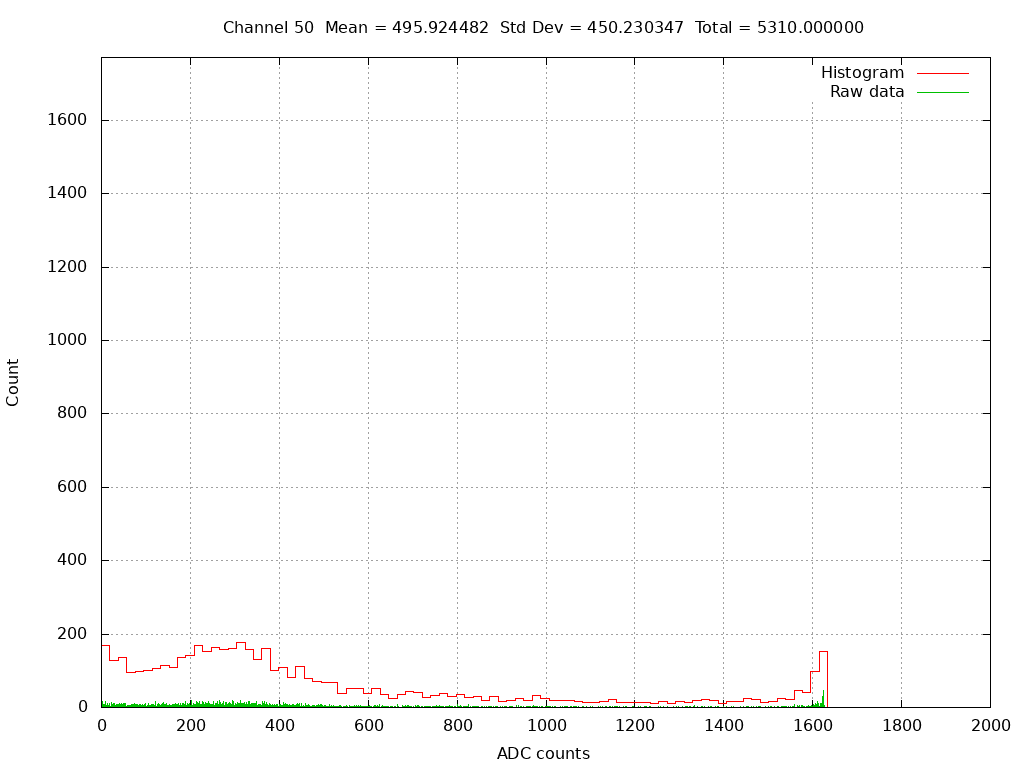 Channel 50  Mean = 495.924482  Std Dev = 450.230347  Total = 5310.000000
Histogram
Raw data
1600
1400
1200
1000
800
600
400
200
0
Count
0 200 400 600 800 1000 1200 1400 1600 1800 2000
ADC counts